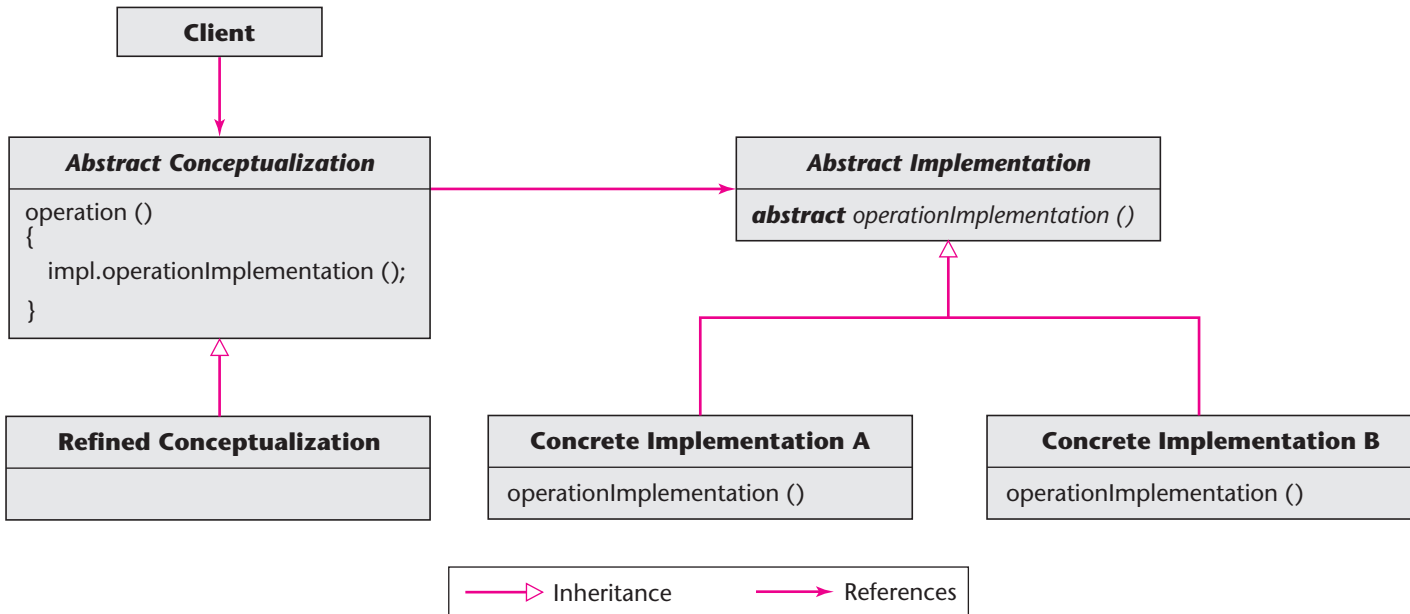 Client
Abstract Conceptualization
operation ()
{
impl.operationImplementation ();
}
Abstract Implementation
abstract operationImplementation ()
Refined Conceptualization
Concrete Implementation A
operationImplementation ()
Concrete Implementation B
operationImplementation ()
Inheritance
References